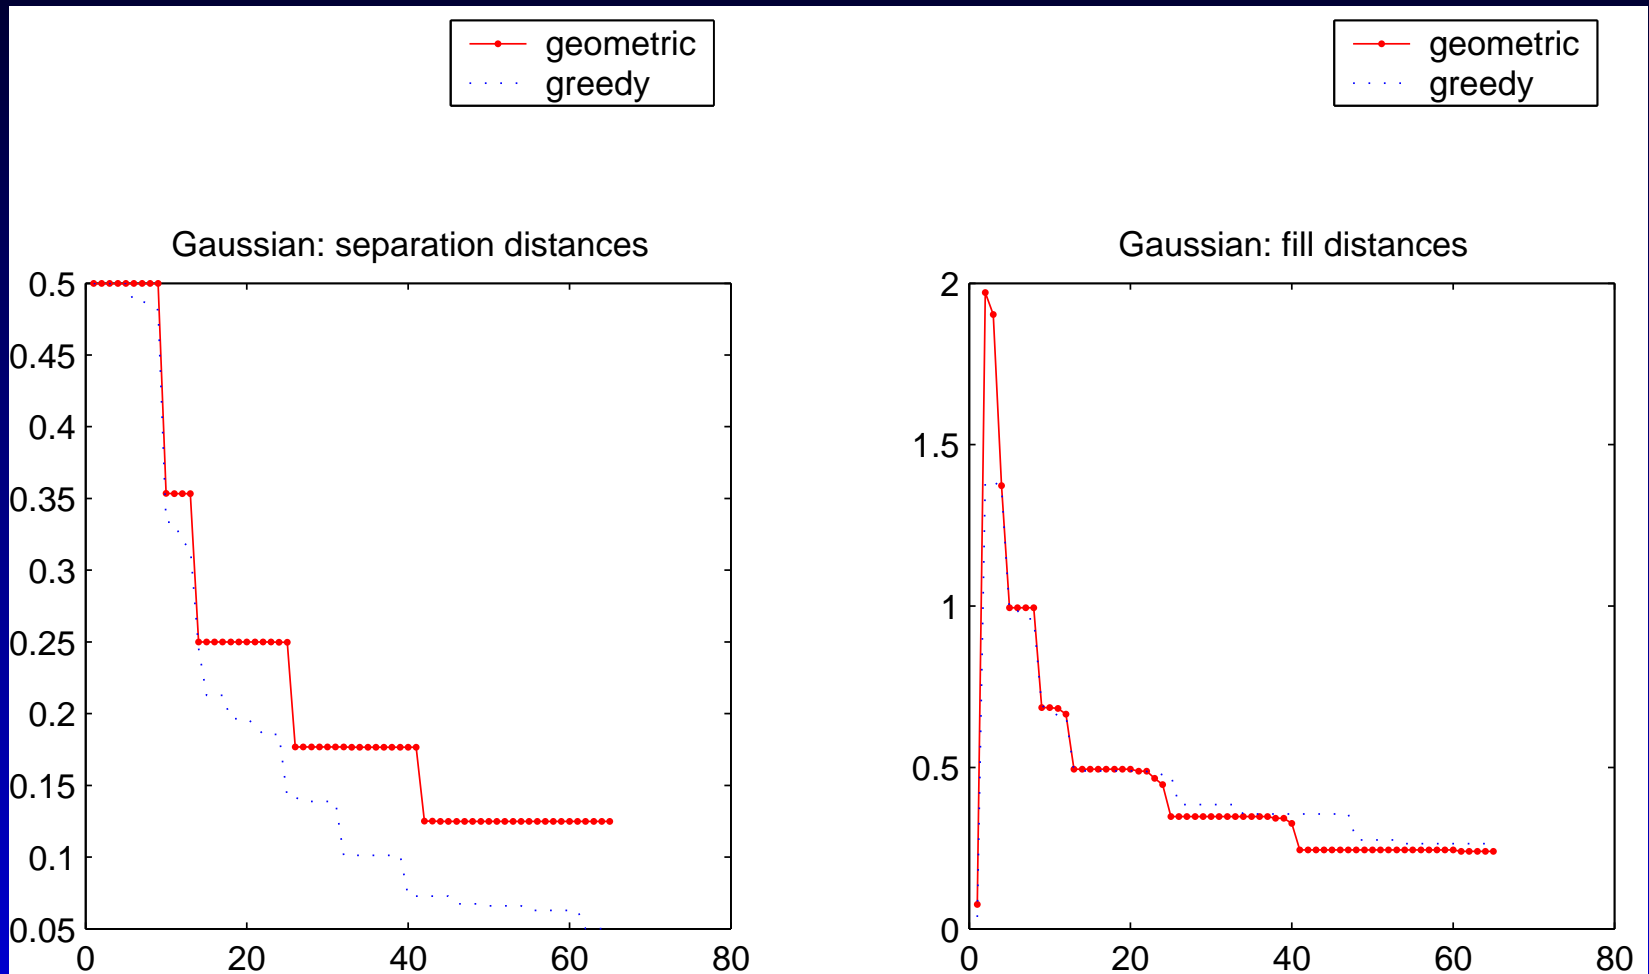 geometric
greedy
geometric
greedy
Gaussian: separation distances
0.5
0.45
0.4
0.35
0.3
0.25
0.2
0.15
0.1
0.05
0 20 40 60 80
Gaussian: fill distances
2
1.5
1
0.5
0
0 20 40 60 80